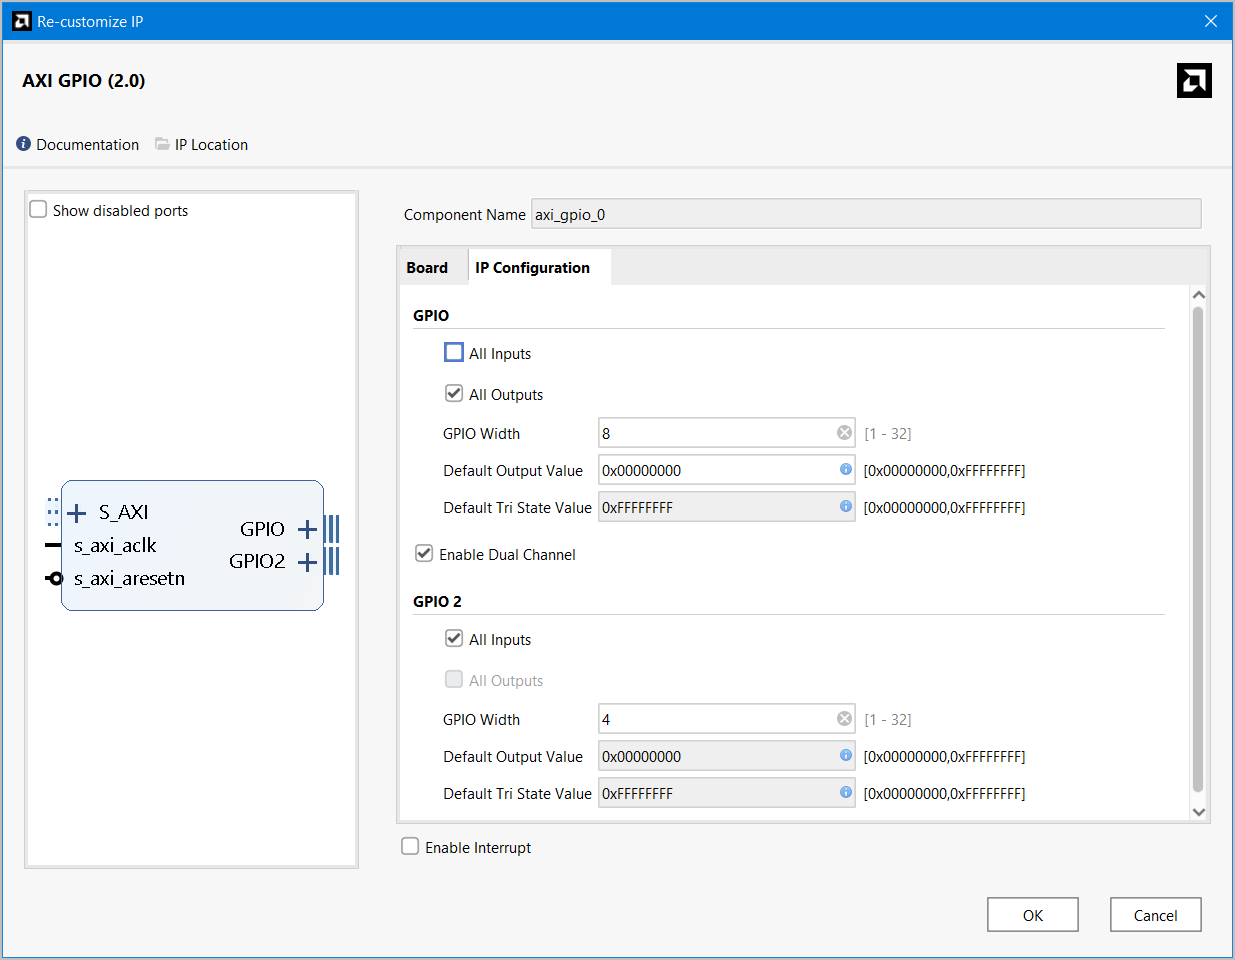 Re-customize IP
AXI GPIO (2.0)
Documentation IP Location
Show disabled ports
S_AXI
s_axi_aclk
s_axi_aresetn
GPIO
GPIO2
Component Name axi_gpio_0
Board IP Configuration
GPIO
All Inputs
All Outputs
GPIO Width 8 [1 - 32]
Default Output Value 0x00000000 [0x00000000,0xFFFFFFFF]
Default Tri State Value 0xFFFFFFFF [0x00000000,0xFFFFFFFF]
Enable Dual Channel
GPIO 2
All Inputs
All Outputs
GPIO Width 4 [1 - 32]
Default Output Value 0x00000000 [0x00000000,0xFFFFFFFF]
Default Tri State Value 0xFFFFFFFF [0x00000000,0xFFFFFFFF]
Enable Interrupt
OK Cancel